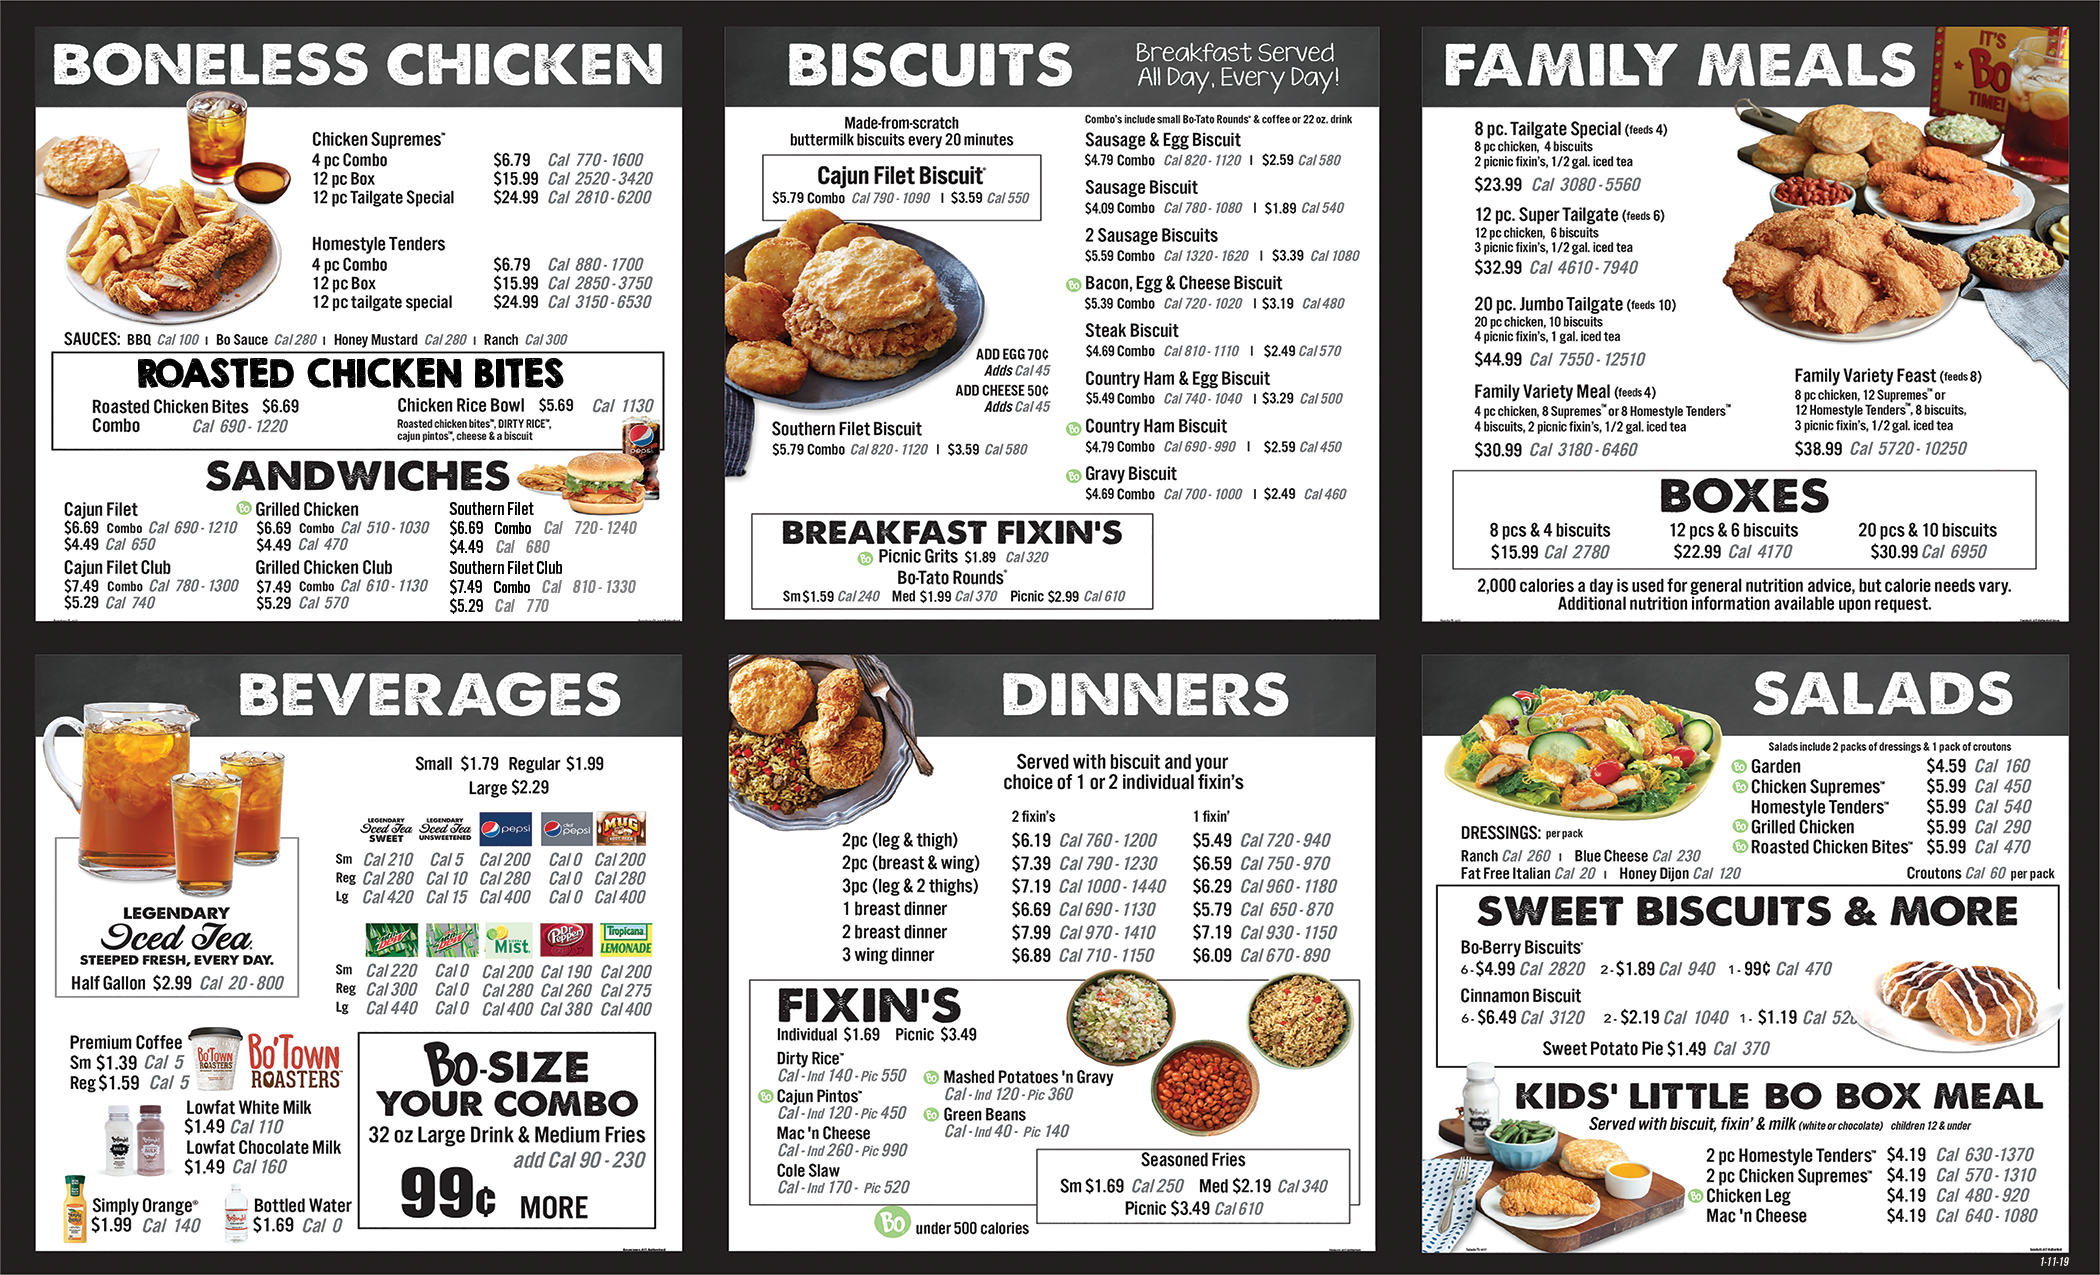 BONELESS CHICKEN
Chicken Supremes™
4 pc Combo $6.79 Cal 770-1600
12 pc Box $15.99 Cal 2520-3420
12 pc Tailgate Special $24.99 Cal 2810-6200
Homestyle Tenders
4 pc Combo $6.79 Cal 880-1700
12 pc Box $15.99 Cal 2850-3750
12 pc tailgate special $24.99 Cal 3150-6530
SAUCES: BBQ Cal 100 | Bo Sauce Cal 280 | Honey Mustard Cal 280 | Ranch Cal 300
ROASTED CHICKEN BITES
Roasted Chicken Bites $6.69
Combo Cal 690-1220
Chicken Rice Bowl $5.69 Cal 1130
Roasted chicken bites™, DIRTY RICE™,
cajun pintos™, cheese & a biscuit
pepsi
SANDWICHES
Cajun Filet
$6.69 Combo Cal 690-1210
$4.49 Cal 650
Cajun Filet Club
$7.49 Combo Cal 780-1300
$5.29 Cal 740
Bo Grilled Chicken
$6.69 Combo Cal 510-1030
$4.49 Cal 470
Grilled Chicken Club
$7.49 Combo Cal 610-1130
$5.29 Cal 570
Southern Filet
$6.69 Combo Cal 720-1240
$4.49 Cal 680
Southern Filet Club
$7.49 Combo Cal 810-1330
$5.29 Cal 770
BISCUITS
Breakfast Served
All Day, Every Day!
Made-from-scratch
buttermilk biscuits every 20 minutes
Cajun Filet Biscuit®
$5.79 Combo Cal 790-1090 | $3.59 Cal 550
ADD EGG 70¢
Adds Cal 45
ADD CHEESE 50¢
Adds Cal 45
Southern Filet Biscuit
$5.79 Combo Cal 820-1120 | $3.59 Cal 580
Combo's include small Bo-Tato Rounds® & coffee or 22 oz. drink
Sausage & Egg Biscuit
$4.79 Combo Cal 820-1120 | $2.59 Cal 580
Sausage Biscuit
$4.09 Combo Cal 780-1080 | $1.89 Cal 540
2 Sausage Biscuits
$5.59 Combo Cal 1320-1620 | $3.39 Cal 1080
Bo Bacon, Egg & Cheese Biscuit
$5.39 Combo Cal 720-1020 | $3.19 Cal 480
Steak Biscuit
$4.69 Combo Cal 810-1110 | $2.49 Cal 570
Country Ham & Egg Biscuit
$5.49 Combo Cal 740-1040 | $3.29 Cal 500
Bo Country Ham Biscuit
$4.79 Combo Cal 690-990 | $2.59 Cal 450
Bo Gravy Biscuit
$4.69 Combo Cal 700-1000 | $2.49 Cal 460
BREAKFAST FIXIN'S
Bo Picnic Grits $1.89 Cal 320
Bo-Tato Rounds®
Sm $1.59 Cal 240 Med $1.99 Cal 370 Picnic $2.99 Cal 610
FAMILY MEALS
IT'S
Bo
TIME!
8 pc. Tailgate Special (feeds 4)
8 pc chicken, 4 biscuits
2 picnic fixin's, 1/2 gal. iced tea
$23.99 Cal 3080-5560
12 pc. Super Tailgate (feeds 6)
12 pc chicken, 6 biscuits
3 picnic fixin's, 1/2 gal. iced tea
$32.99 Cal 4610-7940
20 pc. Jumbo Tailgate (feeds 10)
20 pc chicken, 10 biscuits
4 picnic fixin's, 1 gal. iced tea
$44.99 Cal 7550-12510
Family Variety Meal (feeds 4)
4 pc chicken, 8 Supremes™ or 8 Homestyle Tenders™
4 biscuits, 2 picnic fixin's, 1/2 gal. iced tea
$30.99 Cal 3180-6460
Family Variety Feast (feeds 8)
8 pc chicken, 12 Supremes™ or
12 Homestyle Tenders™, 8 biscuits,
3 picnic fixin's, 1/2 gal. iced tea
$38.99 Cal 5720-10250
BOXES
8 pcs & 4 biscuits 12 pcs & 6 biscuits 20 pcs & 10 biscuits
$15.99 Cal 2780 $22.99 Cal 4170 $30.99 Cal 6950
2,000 calories a day is used for general nutrition advice, but calorie needs vary.
Additional nutrition information available upon request.
BEVERAGES
Small $1.79 Regular $1.99
Large $2.29
LEGENDARY Iced Tea SWEET LEGENDARY Iced Tea UNSWEETENED pepsi diet pepsi MUG ROOT BEER
Sm Cal 210 Cal 5 Cal 200 Cal 0 Cal 200
Reg Cal 280 Cal 10 Cal 280 Cal 0 Cal 280
Lg Cal 420 Cal 15 Cal 400 Cal 0 Cal 400
Mist Dr Pepper Tropicana LEMONADE
Sm Cal 220 Cal 0 Cal 200 Cal 190 Cal 200
Reg Cal 300 Cal 0 Cal 280 Cal 260 Cal 275
Lg Cal 440 Cal 0 Cal 400 Cal 380 Cal 400
LEGENDARY
Iced Tea.
STEEPED FRESH, EVERY DAY.
Half Gallon $2.99 Cal 20-800
Premium Coffee
Sm $1.39 Cal 5
Reg $1.59 Cal 5
Bo'Town ROASTERS
Bo'Town
ROASTERS™
Lowfat White Milk
$1.49 Cal 110
Lowfat Chocolate Milk
$1.49 Cal 160
MILK
MILK
Simply Orange®
$1.99 Cal 140
Bottled Water
$1.69 Cal 0
Bo-SIZE
YOUR COMBO
32 oz Large Drink & Medium Fries
add Cal 90-230
99¢ MORE
DINNERS
Served with biscuit and your
choice of 1 or 2 individual fixin's
2 fixin's 1 fixin'
2pc (leg & thigh) $6.19 Cal 760-1200 $5.49 Cal 720-940
2pc (breast & wing) $7.39 Cal 790-1230 $6.59 Cal 750-970
3pc (leg & 2 thighs) $7.19 Cal 1000-1440 $6.29 Cal 960-1180
1 breast dinner $6.69 Cal 690-1130 $5.79 Cal 650-870
2 breast dinner $7.99 Cal 970-1410 $7.19 Cal 930-1150
3 wing dinner $6.89 Cal 710-1150 $6.09 Cal 670-890
FIXIN'S
Individual $1.69 Picnic $3.49
Dirty Rice™
Cal-Ind 140-Pic 550
Bo Cajun Pintos™
Cal-Ind 120-Pic 450
Mac 'n Cheese
Cal-Ind 260-Pic 990
Cole Slaw
Cal-Ind 170- Pic 520
Bo Mashed Potatoes 'n Gravy
Cal-Ind 120-Pic 360
Bo Green Beans
Cal-Ind 40- Pic 140
Seasoned Fries
Sm $1.69 Cal 250 Med $2.19 Cal 340
Picnic $3.49 Cal 610
Bo under 500 calories
SALADS
Salads include 2 packs of dressings & 1 pack of croutons
Bo Garden $4.59 Cal 160
Bo Chicken Supremes™ $5.99 Cal 450
Homestyle Tenders™ $5.99 Cal 540
Bo Grilled Chicken $5.99 Cal 290
Bo Roasted Chicken Bites™ $5.99 Cal 470
DRESSINGS: per pack
Ranch Cal 260 | Blue Cheese Cal 230
Fat Free Italian Cal 20 | Honey Dijon Cal 120
Croutons Cal 60 per pack
SWEET BISCUITS & MORE
Bo-Berry Biscuits®
6-$4.99 Cal 2820 2-$1.89 Cal 940 1-99¢ Cal 470
Cinnamon Biscuit
6-$6.49 Cal 3120 2-$2.19 Cal 1040 1- $1.19 Cal 520
Sweet Potato Pie $1.49 Cal 370
KIDS' LITTLE BO BOX MEAL
Served with biscuit, fixin' & milk (white or chocolate) children 12 & under
2 pc Homestyle Tenders™ $4.19 Cal 630-1370
2 pc Chicken Supremes™ $4.19 Cal 570-1310
Bo Chicken Leg $4.19 Cal 480-920
Mac 'n Cheese $4.19 Cal 640-1080
1-11-19